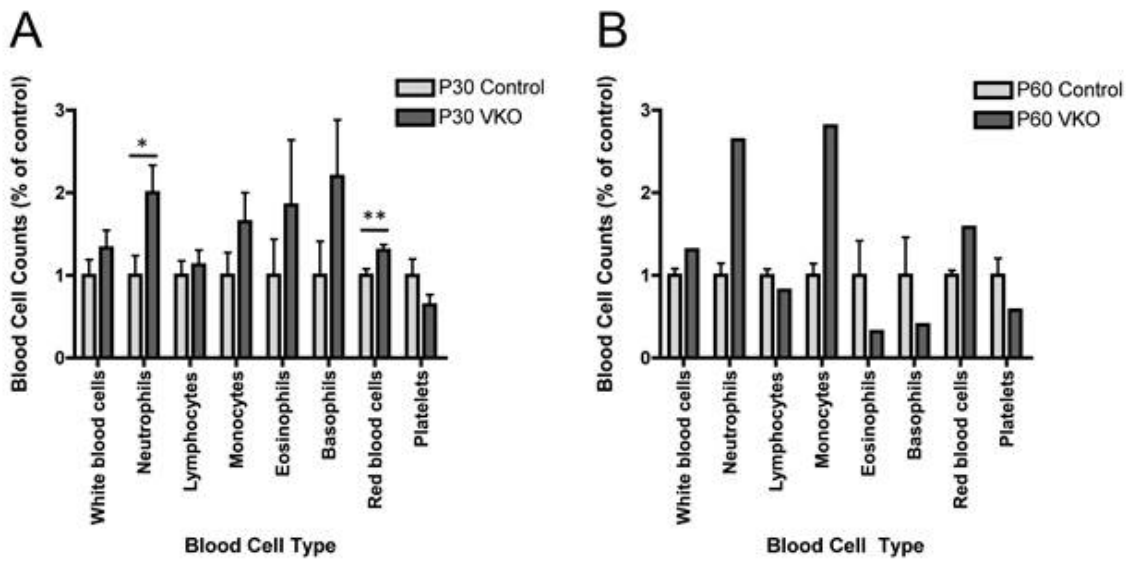 A
Blood Cell Counts (% of control)
P30 Control
P30 VKO
3
2
1
0
*
**
White blood cells
Neutrophils
Lymphocytes
Monocytes
Eosinophils
Basophils
Red blood cells
Platelets
Blood Cell Type
B
Blood Cell Counts (% of control)
P60 Control
P60 VKO
3
2
1
0
White blood cells
Neutrophils
Lymphocytes
Monocytes
Eosinophils
Basophils
Red blood cells
Platelets
Blood Cell Type